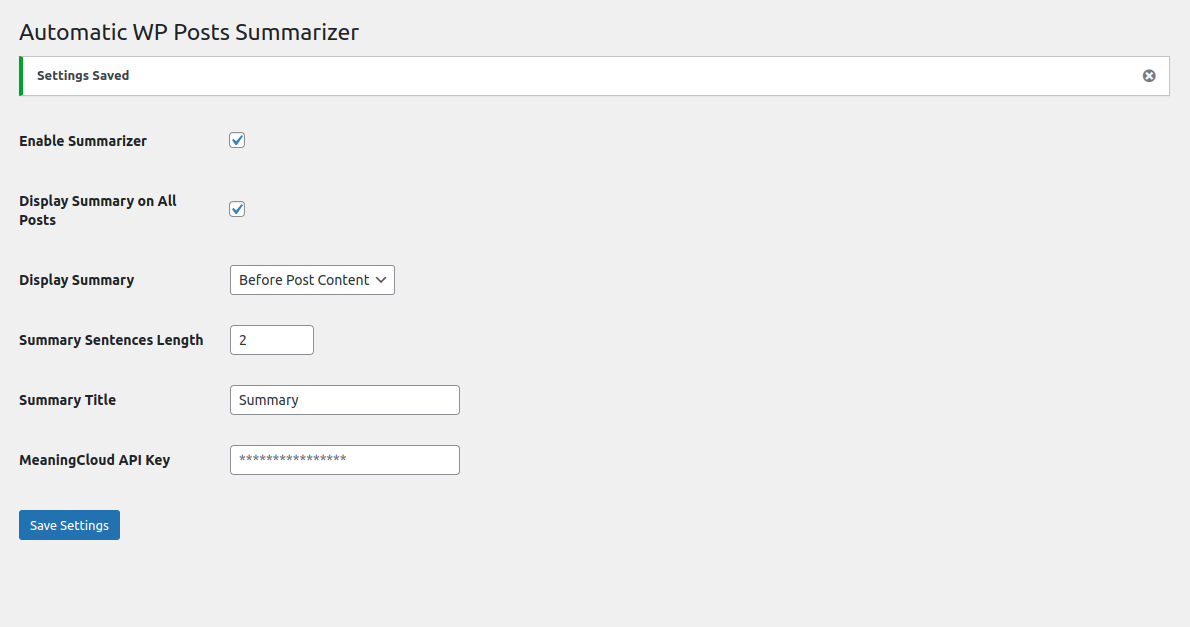 Automatic WP Posts Summarizer
Settings Saved
Enable Summarizer
Display Summary on All
Posts
Display Summary
Before Post Content
Summary Sentences Length
2
Summary Title
Summary
MeaningCloud API Key
****************
Save Settings